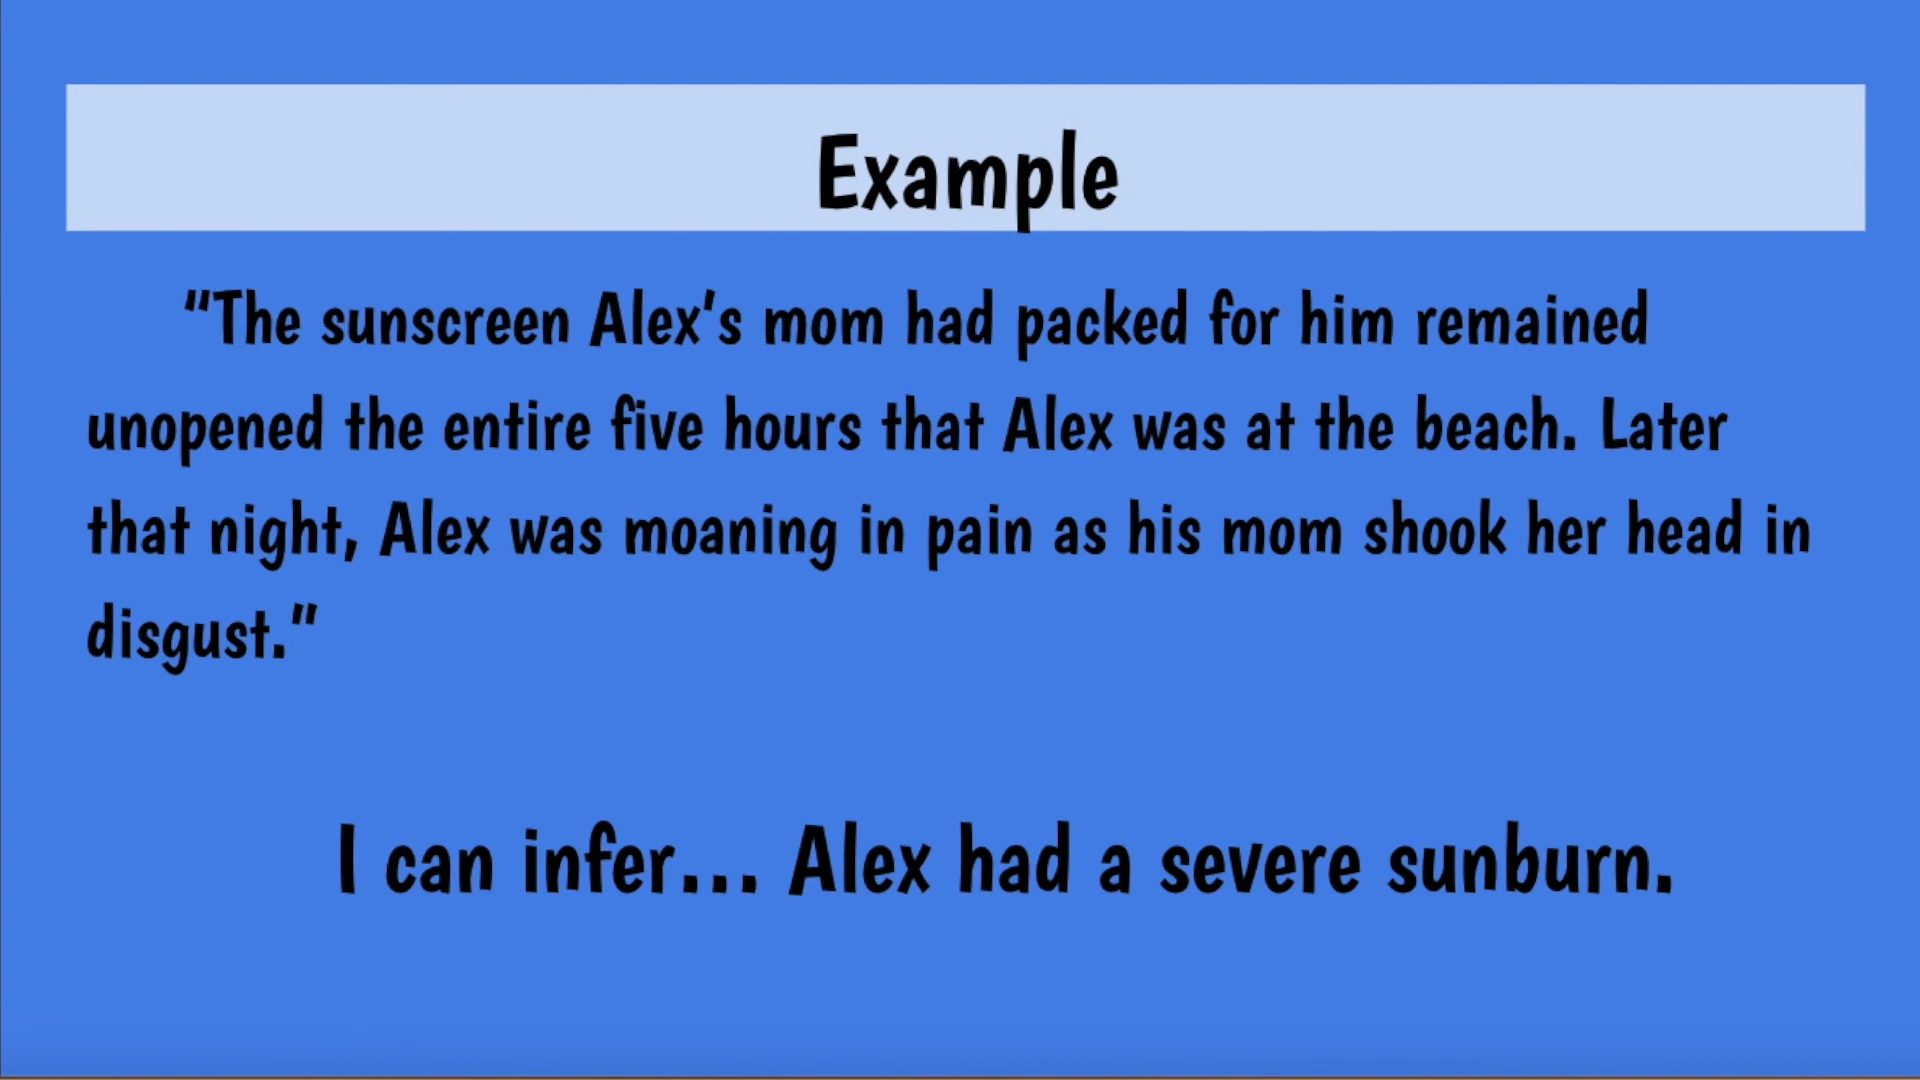 Example
"The sunscreen Alex's mom had packed for him remained
unopened the entire five hours that Alex was at the beach. Later
that night, Alex was moaning in pain as his mom shook her head in
disgust."
I can infer... Alex had a severe sunburn.